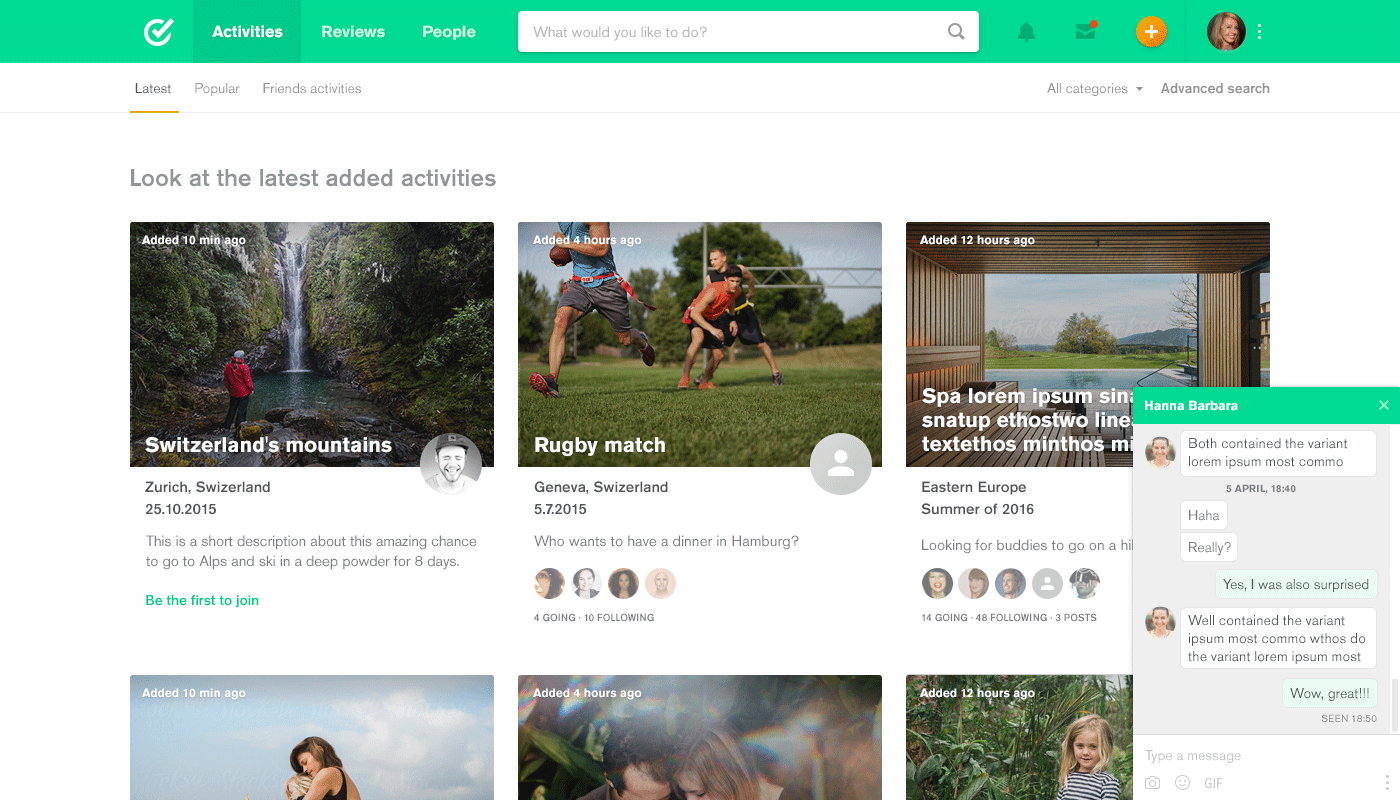 Activities
Reviews
People
What would you like to do?
Latest
Popular
Friends activities
All categories
Advanced search
Look at the latest added activities
Added 10 min ago
Switzerland's mountains
Zurich, Swizerland
25.10.2015
This is a short description about this amazing chance
to go to Alps and ski in a deep powder for 8 days.
Be the first to join
Added 4 hours ago
Rugby match
Geneva, Swizerland
5.7.2015
Who wants to have a dinner in Hamburg?
4 GOING · 10 FOLLOWING
Added 12 hours ago
Spa lorem ipsum
snatup ethostwo
textethos minthos
Eastern Europe
Summer of 2016
Looking for buddies to go on a
14 GOING · 48 FOLLOWING · 3 POSTS
Added 10 min ago
Added 4 hours ago
Added 12 hours ago
Hanna Barbara
Both contained the variant
lorem ipsum most commo
5 APRIL, 18:40
Haha
Really?
Yes, I was also surprised
Well contained the variant
ipsum most commo wthos do
the variant lorem ipsum most
Wow, great!!!
SEEN 18:50
Type a message
GIF